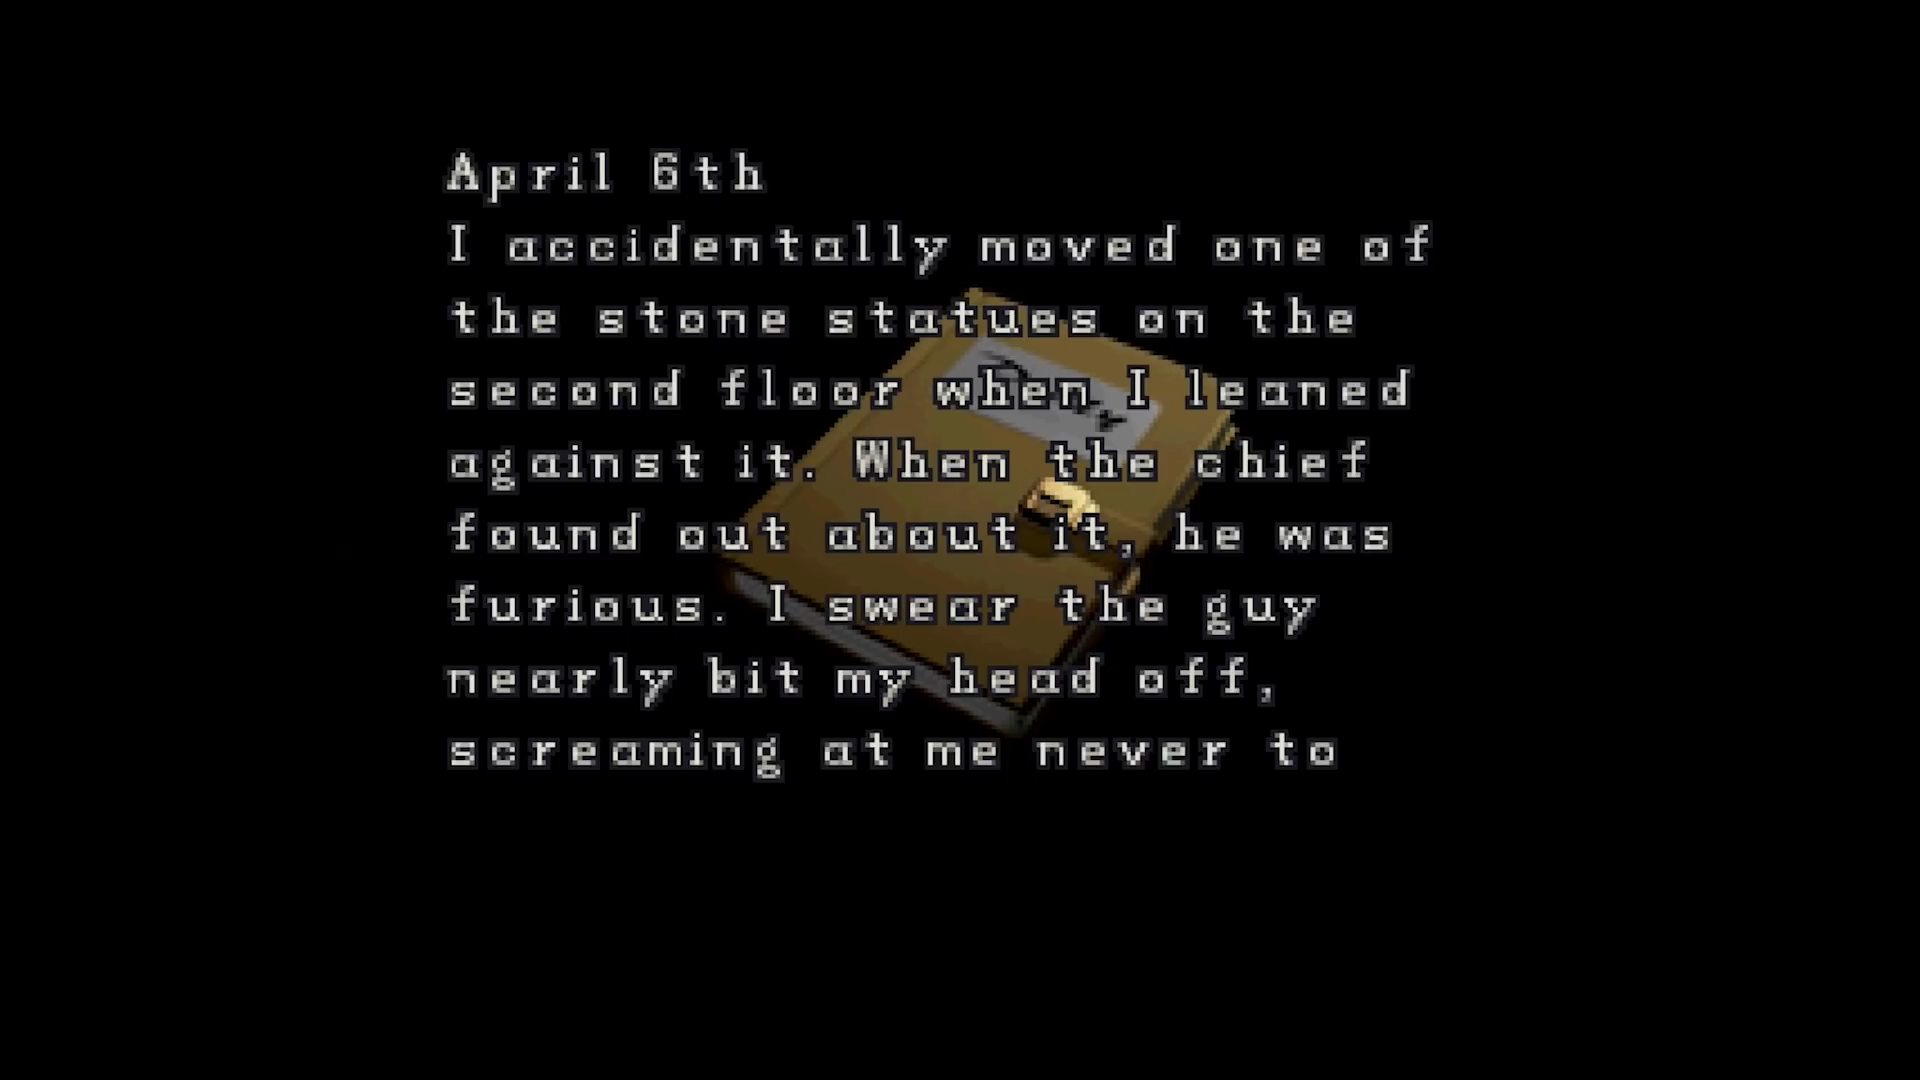 April 6th
I accidentally moved one of
the stone statues on the
second floor when I leaned
against it. When the chief
found out about it, he was
furious. I swear the guy
nearly bit my head off,
screaming at me never to